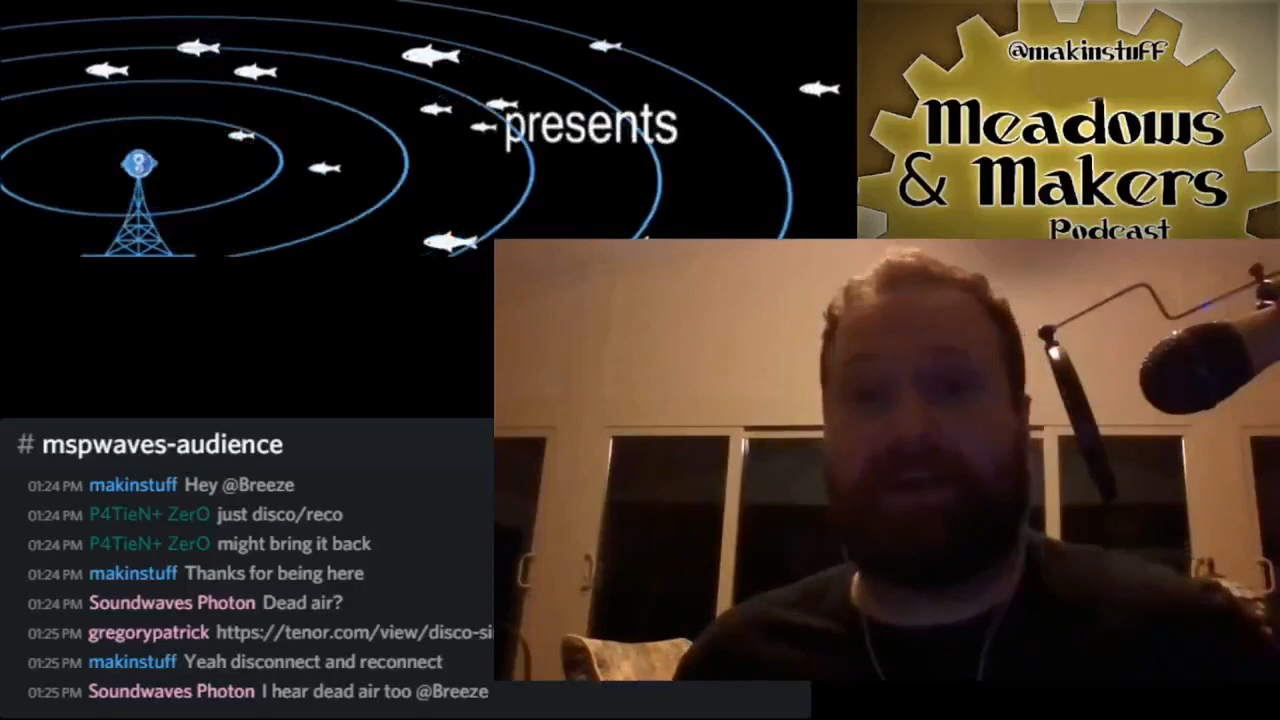 presents
@makinstuff
Meadows
& Makers
Podcast
# mspwaves-audience
01:24 PM makinstuff Hey @Breeze
01:24 PM P4TieN+ ZerO just disco/reco
01:24 PM P4TieN+ ZerO might bring it back
01:24 PM makinstuff Thanks for being here
01:24 PM Soundwaves Photon Dead air?
01:25 PM gregorypatrick https://tenor.com/view/disco-si
01:25 PM makinstuff Yeah disconnect and reconnect
01:25 PM Soundwaves Photon I hear dead air too @Breeze